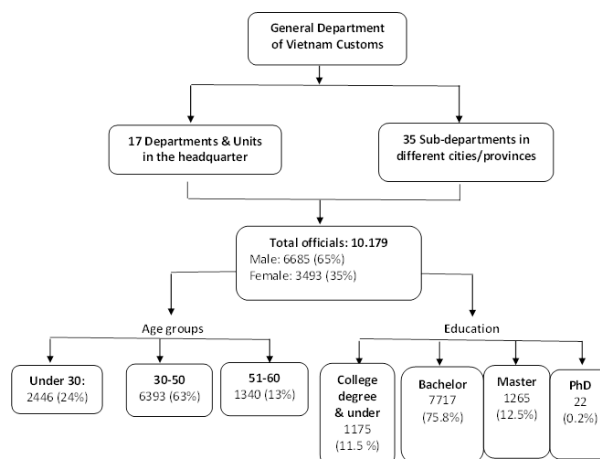 General Department
of Vietnam Customs
17 Departments & Units
in the headquarter
35 Sub-departments in
different cities/provinces
Total officials: 10.179
Male: 6685 (65%)
Female: 3493 (35%)
Age groups
Education
Under 30:
2446 (24%)
30-50
6393 (63%)
51-60
1340 (13%)
College
degree
& under
1175
(11.5 %)
Bachelor
7717
(75.8%)
Master
1265
(12.5%)
PhD
22
(0.2%)